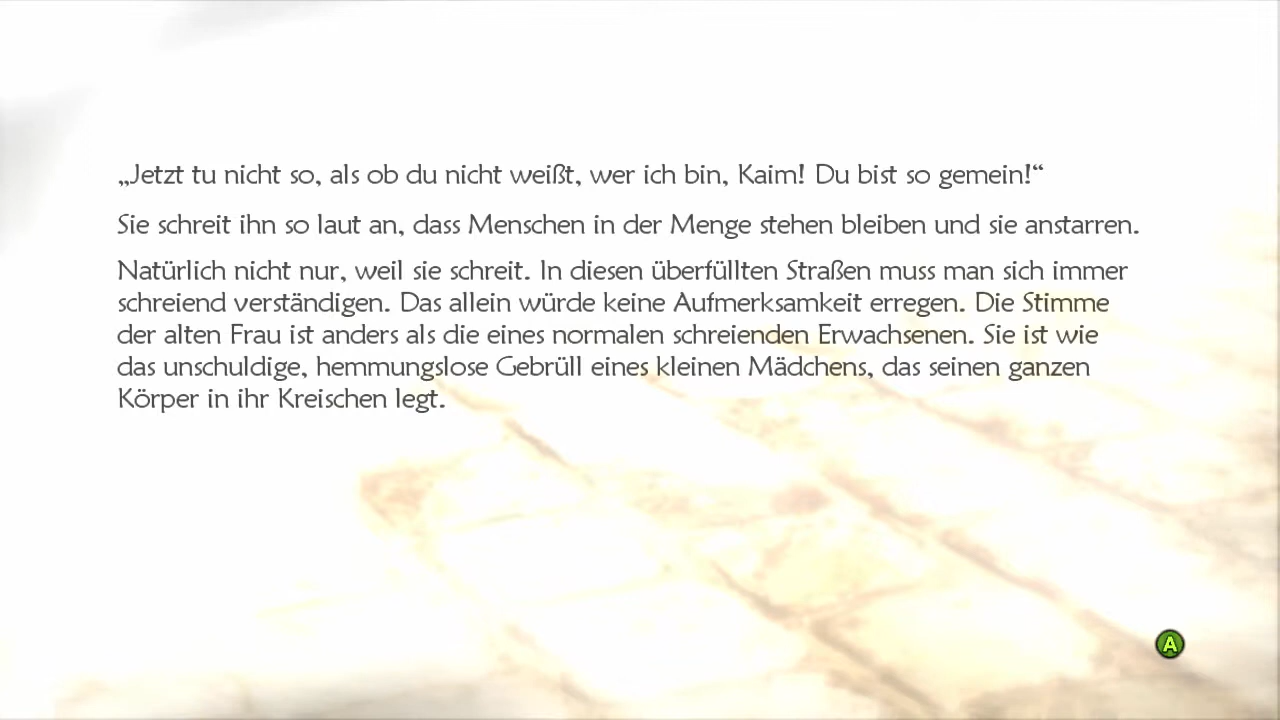 „Jetzt tu nicht so, als ob du nicht weißt, wer ich bin, Kaim! Du bist so gemein!“
Sie schreit ihn so laut an, dass Menschen in der Menge stehen bleiben und sie anstarren.
Natürlich nicht nur, weil sie schreit. In diesen überfüllten Straßen muss man sich immer
schreiend verständigen. Das allein würde keine Aufmerksamkeit erregen. Die Stimme
der alten Frau ist anders als die eines normalen schreienden Erwachsenen. Sie ist wie
das unschuldige, hemmungslose Gebrüll eines kleinen Mädchens, das seinen ganzen
Körper in ihr Kreischen legt.
A